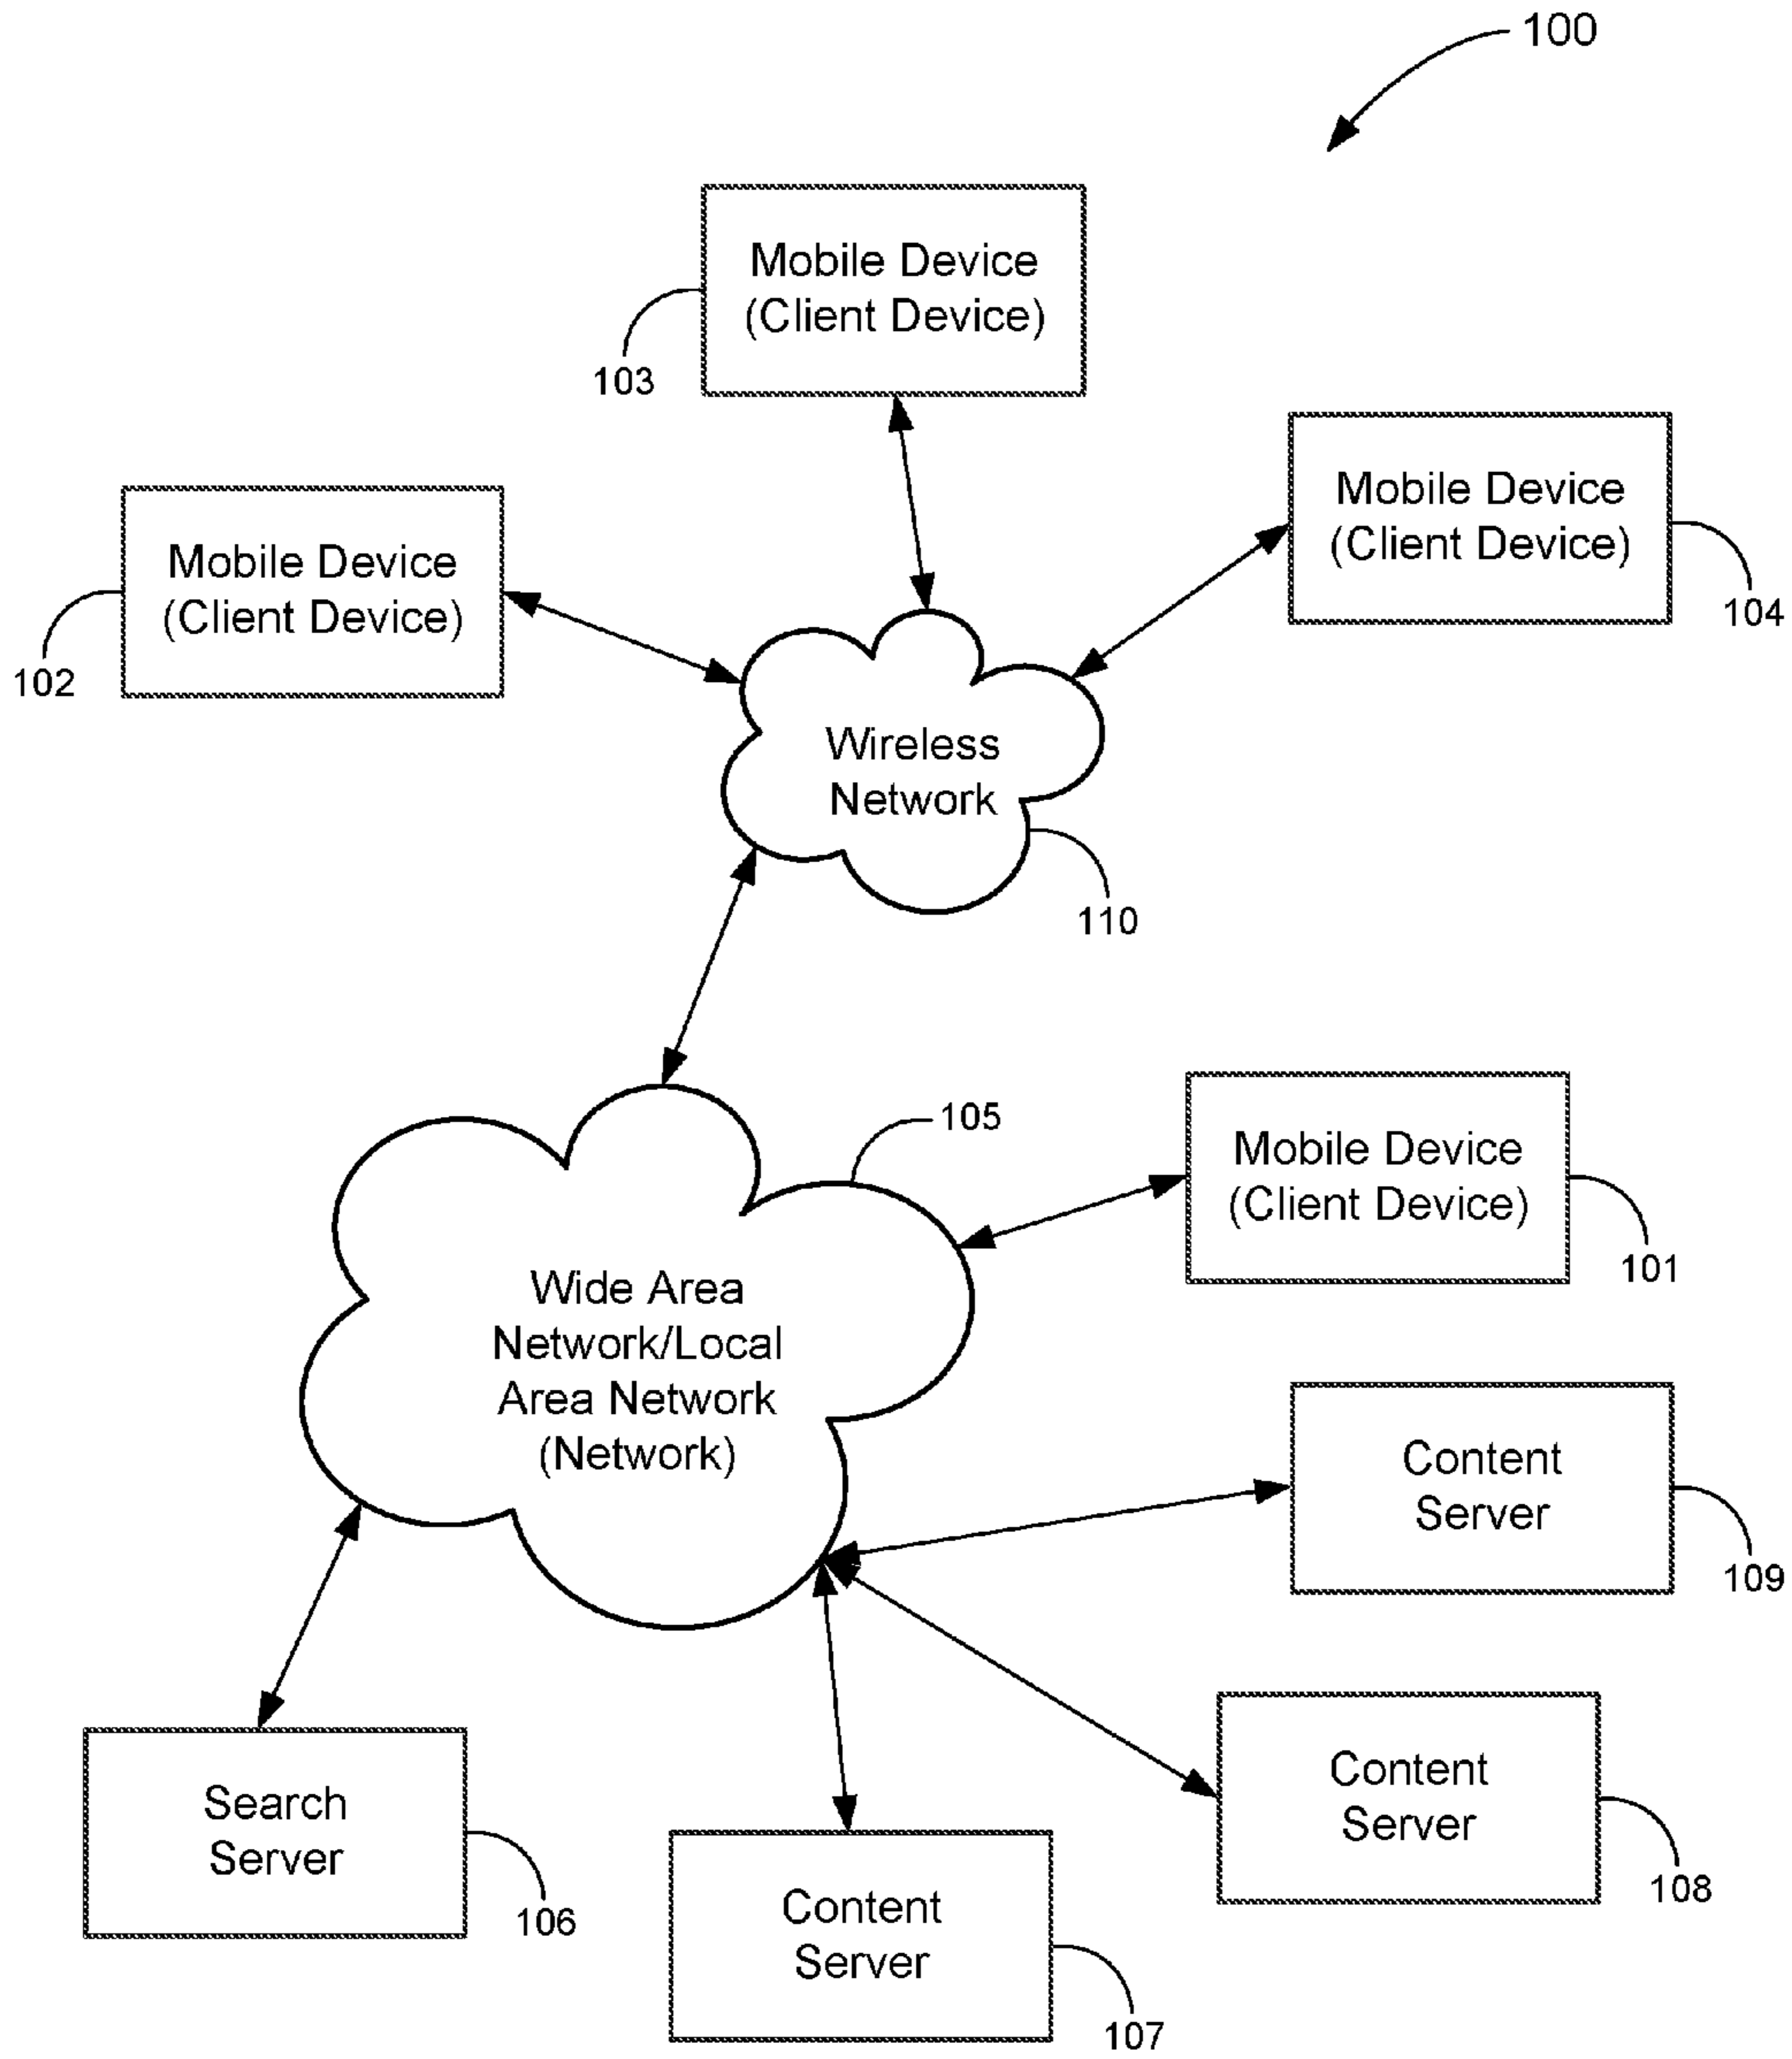 100
Mobile Device
(Client Device)
103
Mobile Device
(Client Device)
104
Mobile Device
(Client Device)
102
Wireless
Network
110
105
Mobile Device
(Client Device)
101
Wide Area
Network/Local
Area Network
(Network)
Content
Server
109
Content
Server
108
Search
Server
106
Content
Server
107